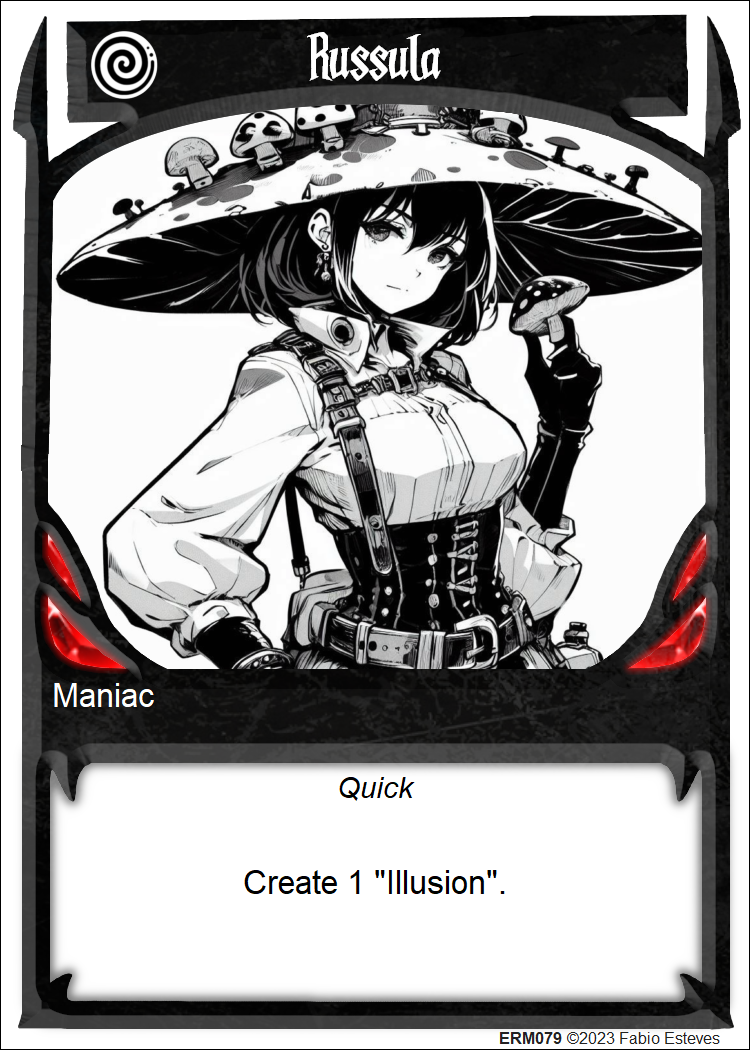 Russula
Maniac
Quick
Create 1 "Illusion".
ERM079 ©2023 Fabio Esteves